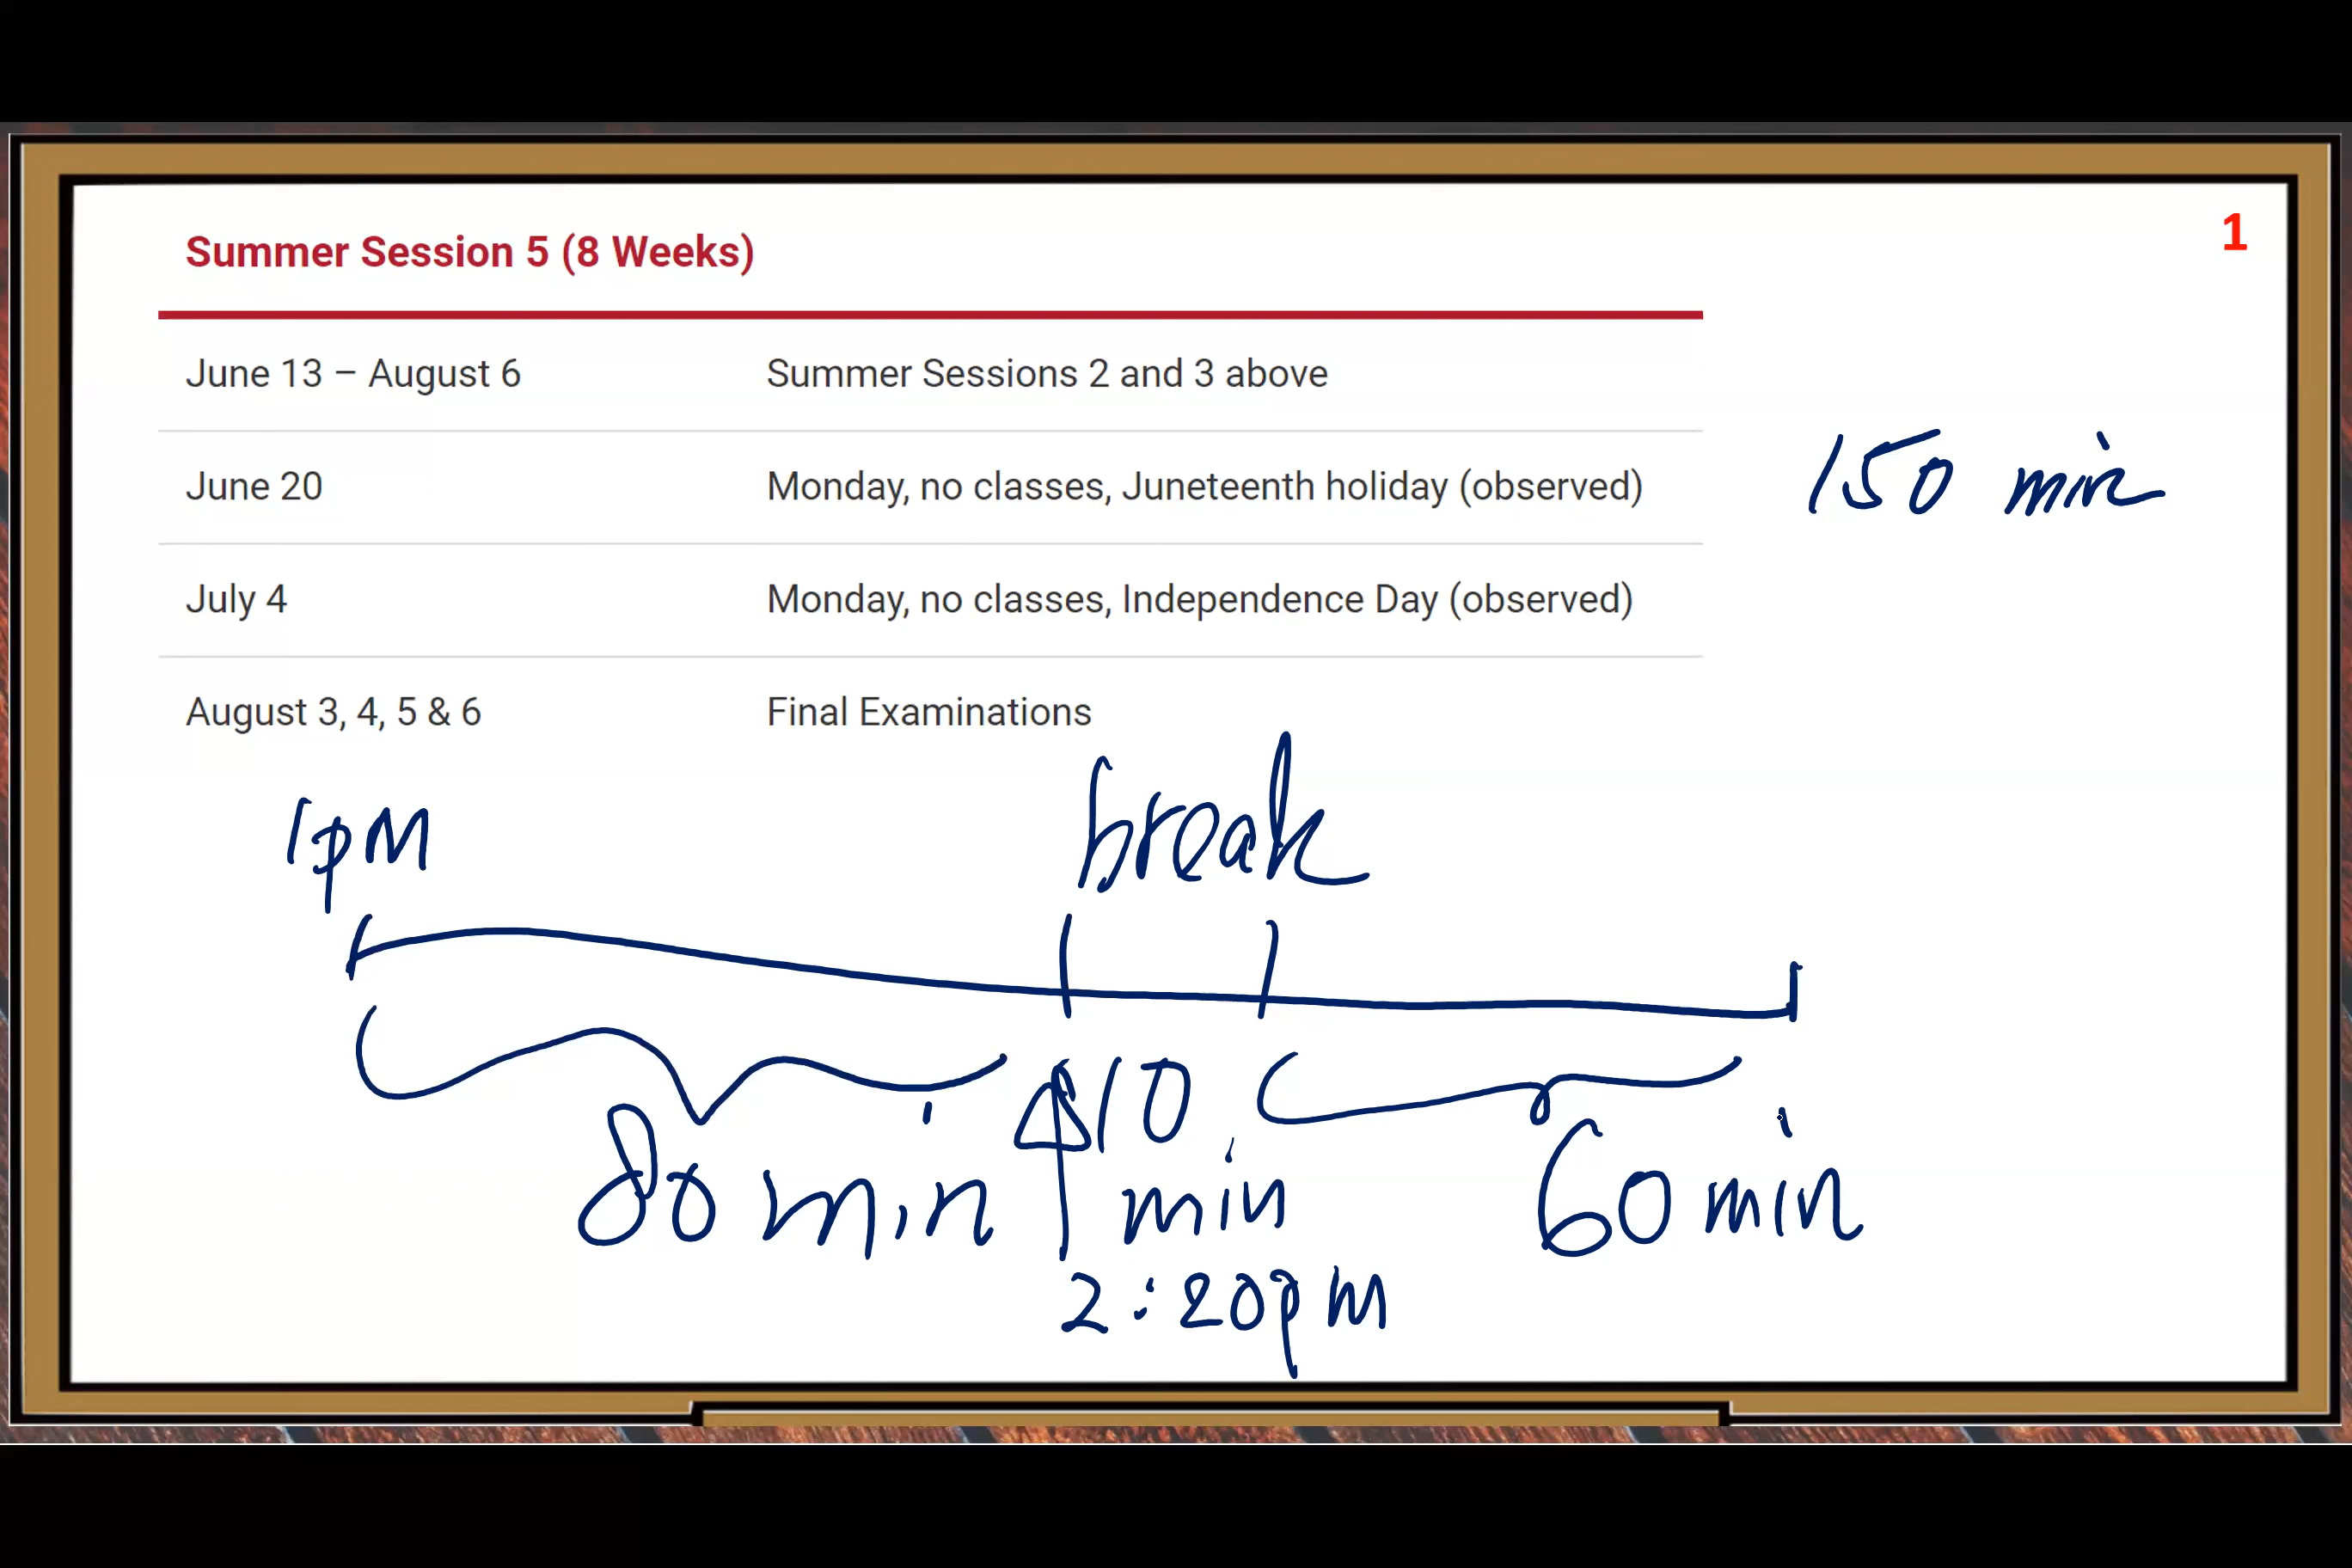 1
Summer Session 5 (8 Weeks)
June 13 – August 6 Summer Sessions 2 and 3 above
June 20 Monday, no classes, Juneteenth holiday (observed)
150 min
July 4 Monday, no classes, Independence Day (observed)
August 3, 4, 5 & 6 Final Examinations
1pM
break
80 min
10
min
60 min
2:20pM